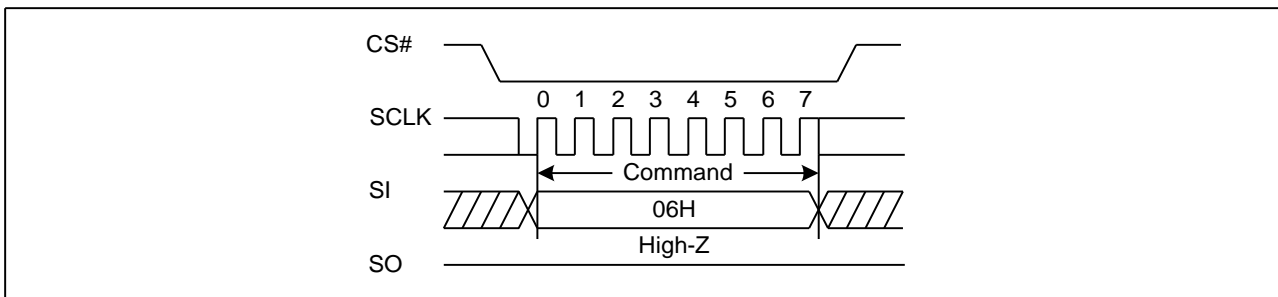 CS#
0 1 2 3 4 5 6 7
SCLK
Command
SI
06H
High-Z
SO